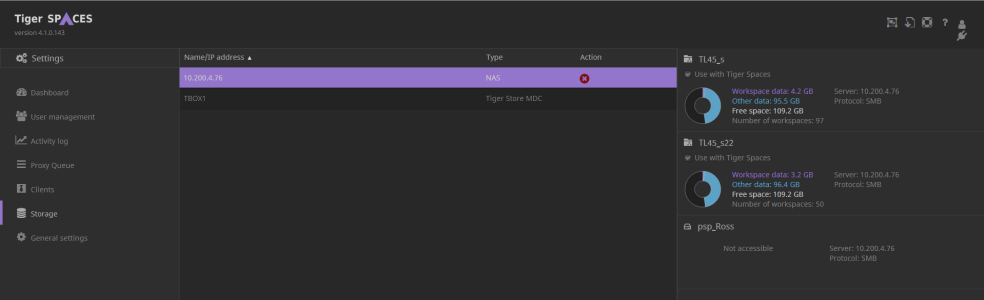 Tiger SPACES
version 4.1.0.143
?
Settings
Dashboard
User management
Activity log
Proxy Queue
Clients
Storage
General settings
Name/IP address ▲ Type Action
10.200.4.76 NAS
TBOX1 Tiger Store MDC
TL45_s
Use with Tiger Spaces
Workspace data: 4.2 GB Server: 10.200.4.76
Other data: 95.5 GB Protocol: SMB
Free space: 109.2 GB
Number of workspaces: 97
TL45_s22
Use with Tiger Spaces
Workspace data: 3.2 GB Server: 10.200.4.76
Other data: 96.4 GB Protocol: SMB
Free space: 109.2 GB
Number of workspaces: 50
psp_Ross
Not accessible Server: 10.200.4.76
Protocol: SMB